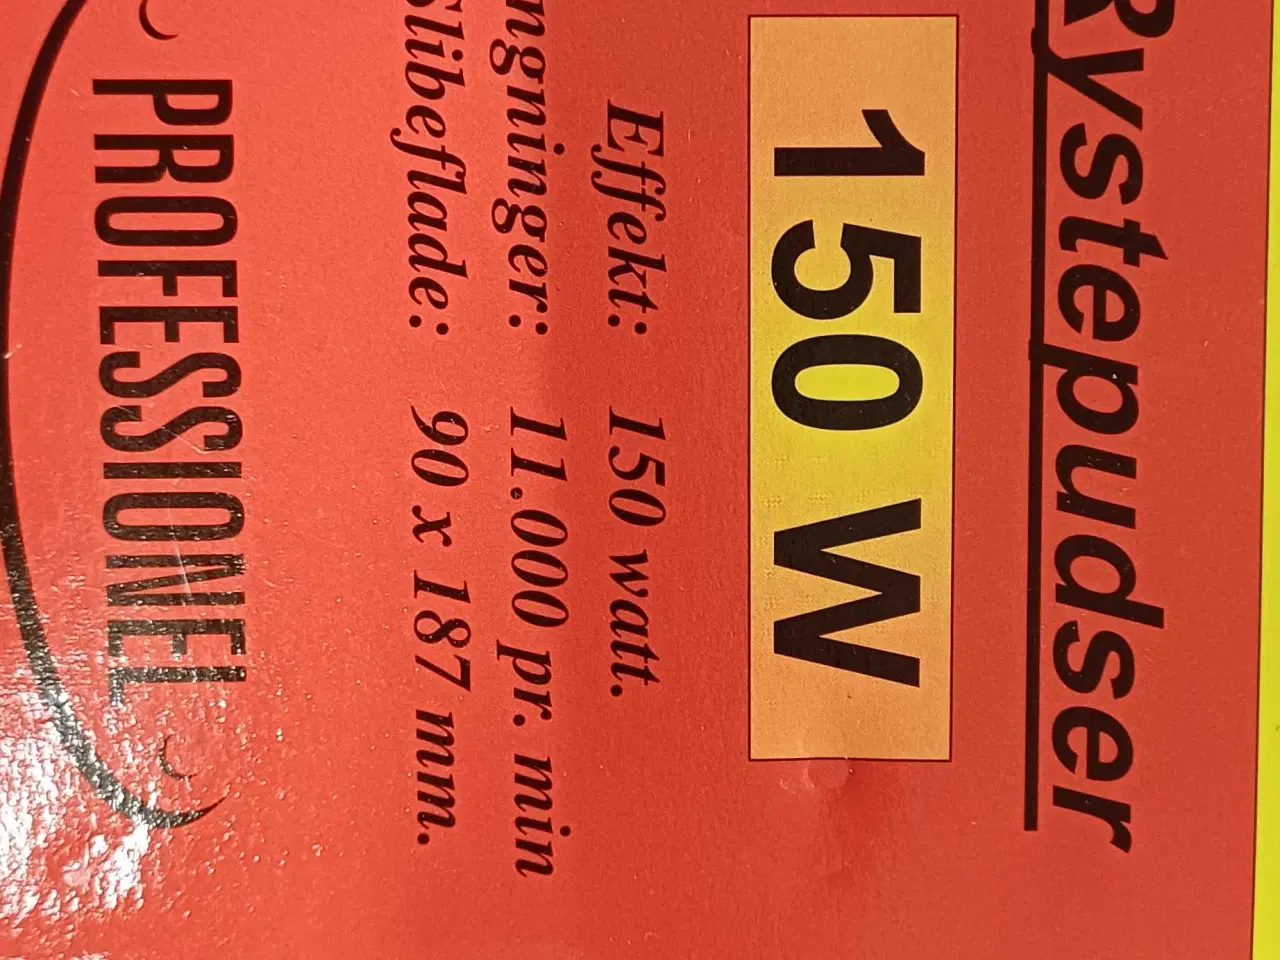 Rystepudser
150 W
Effekt: 150 watt.
ngninger: 11.000 pr. min
Slibeflade: 90 x 187 mm.
PROFESSIONEL